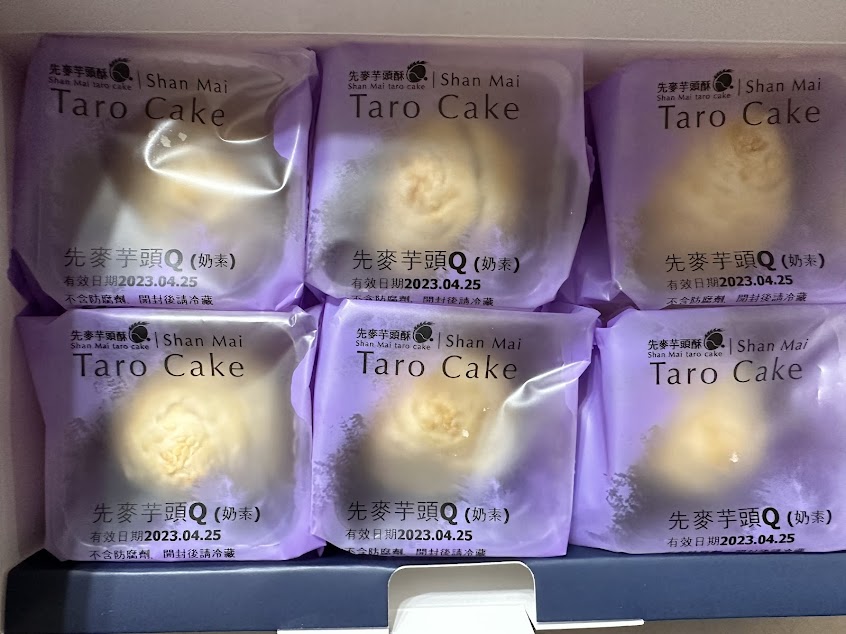 先麥芋頭酥 | Shan Mai
Shan Mai taro cake
Taro Cake
先麥芋頭Q (奶素)
有效日期2023.04.25
不含防腐劑，開封後請冷藏
先麥芋頭酥 | Shan Mai
Shan Mai taro cake
Taro Cake
先麥芋頭Q (奶素)
有效日期2023.04.25
不含防腐劑，開封後請冷藏
先麥芋頭酥 | Shan Mai
Shan Mai taro cake
Taro Cake
先麥芋頭Q (奶素)
有效日期2023.04.25
不含防腐劑，開封後請冷藏
先麥芋頭酥 | Shan Mai
Shan Mai taro cake
Taro Cake
先麥芋頭Q (奶素)
有效日期2023.04.25
不含防腐劑，開封後請冷藏
先麥芋頭酥 | Shan Mai
Shan Mai taro cake
Taro Cake
先麥芋頭Q (奶素)
有效日期2023.04.25
不含防腐劑，開封後請冷藏
先麥芋頭酥 | Shan Mai
Shan Mai taro cake
Taro Cake
先麥芋頭Q (奶素)
有效日期2023.04.25